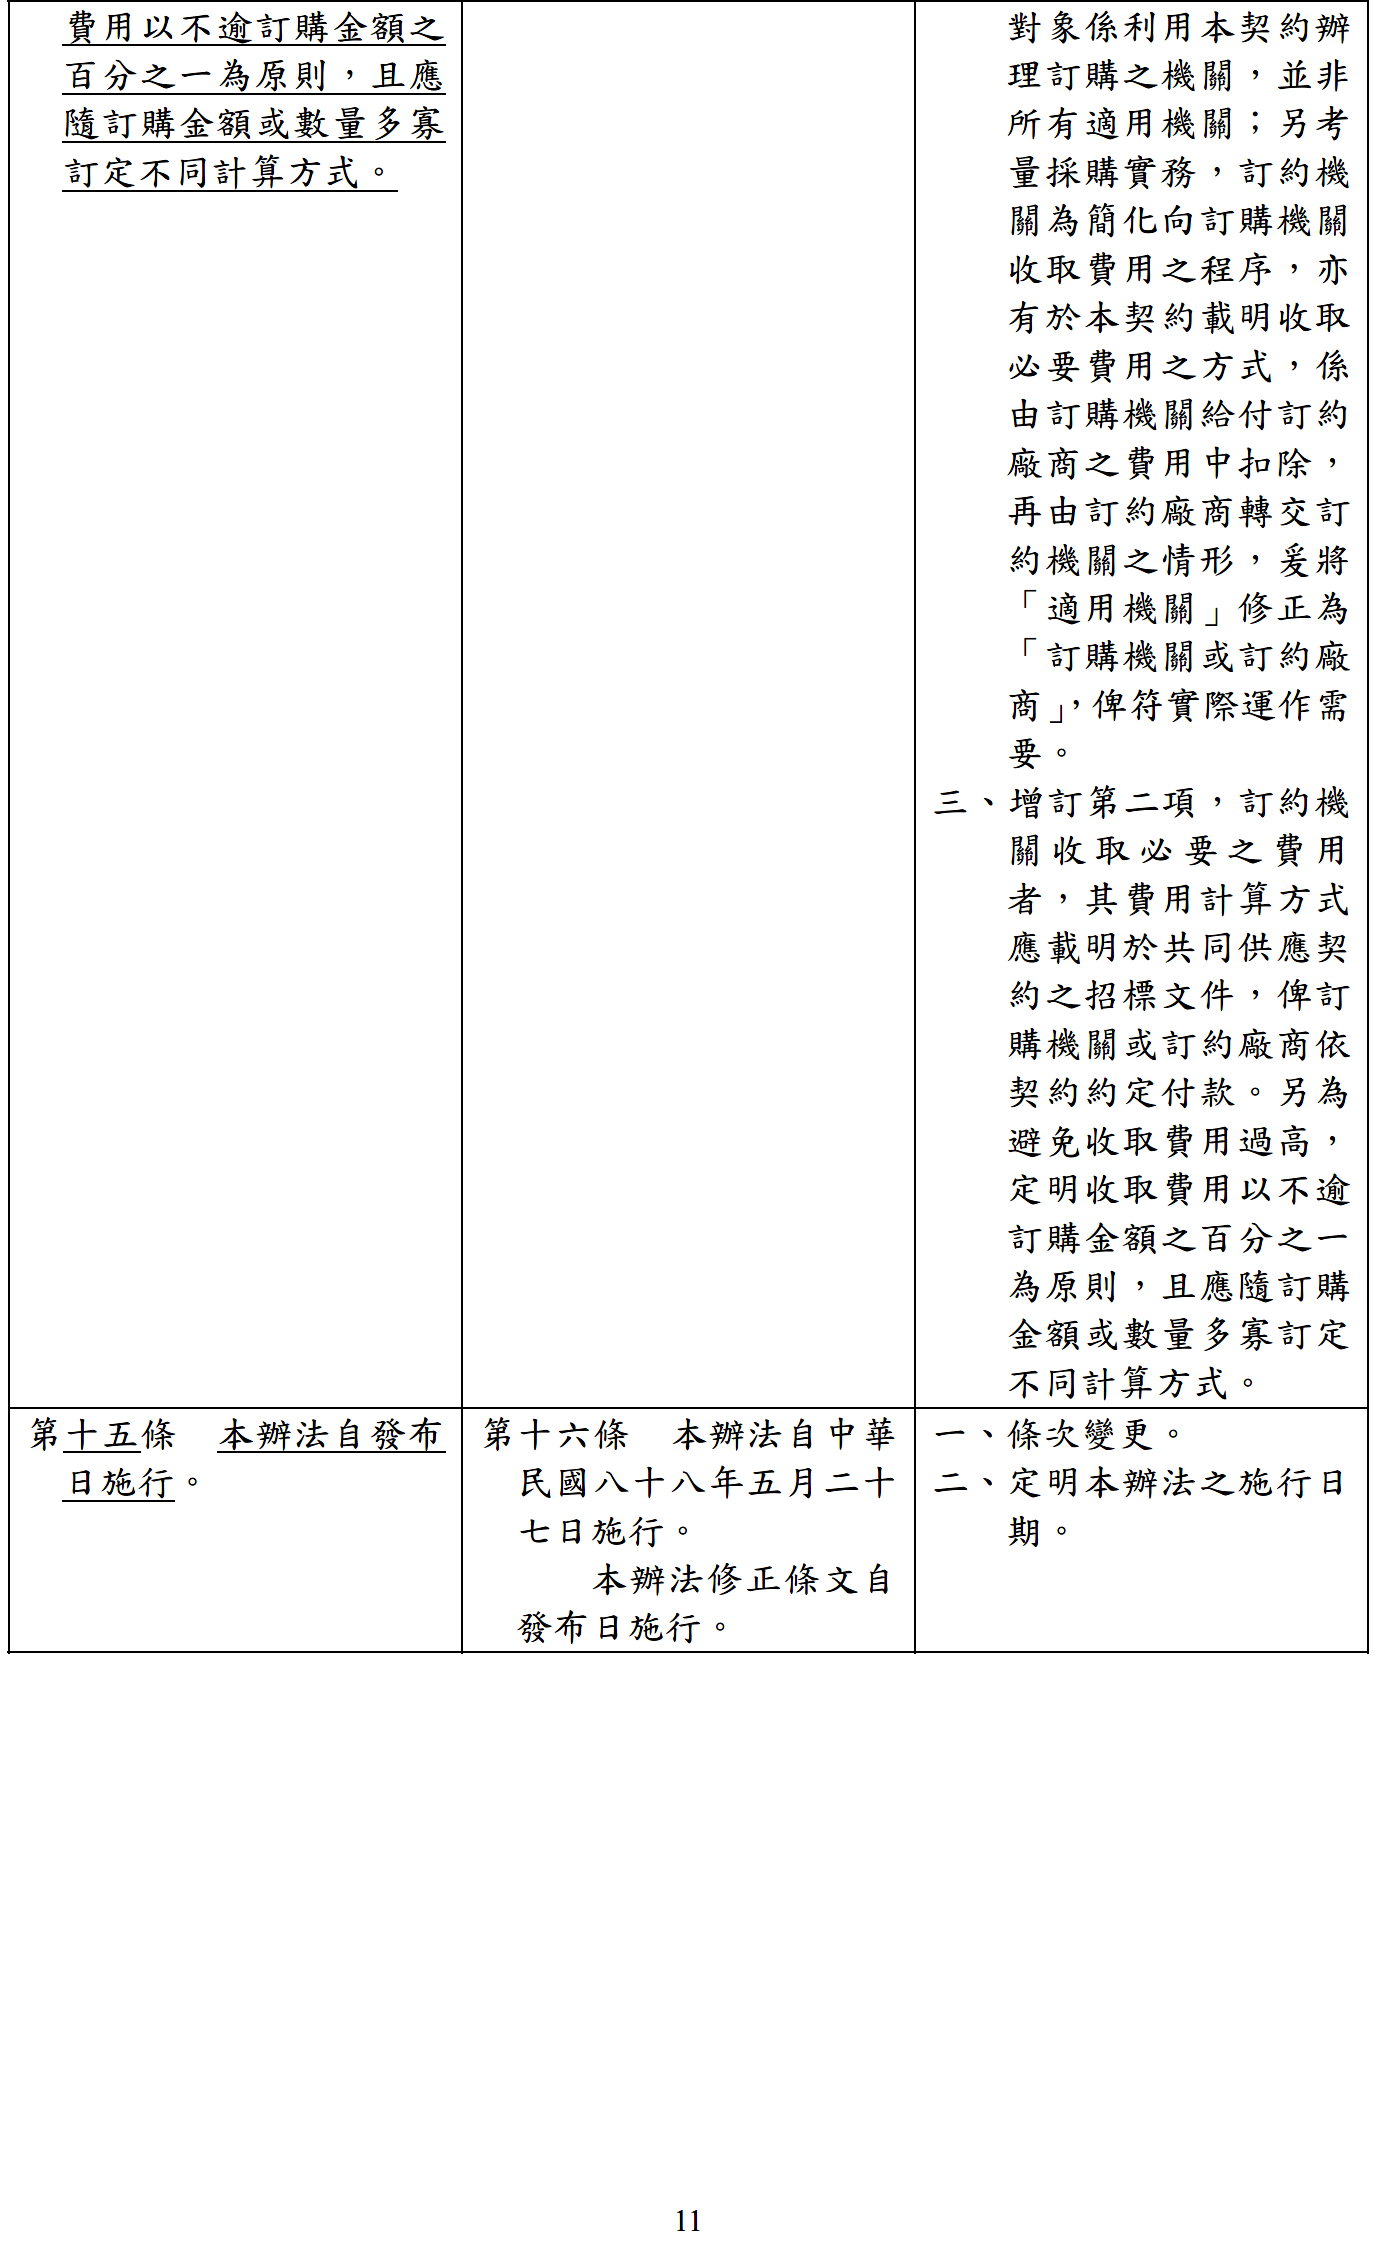 費用以不逾訂購金額之
百分之一為原則，且應
隨訂購金額或數量多寡
訂定不同計算方式。
對象係利用本契約辦
理訂購之機關，並非
所有適用機關；另考
量採購實務，訂約機
關為簡化向訂購機關
收取費用之程序，亦
有於本契約載明收取
必要費用之方式，係
由訂購機關給付訂約
廠商之費用中扣除，
再由訂約廠商轉交訂
約機關之情形，爰將
「適用機關」修正為
「訂購機關或訂約廠
商」，俾符實際運作需
要。
三、增訂第二項，訂約機
關收取必要之費用
者，其費用計算方式
應載明於共同供應契
約之招標文件，俾訂
購機關或訂約廠商依
契約約定付款。另為
避免收取費用過高，
定明收取費用以不逾
訂購金額之百分之一
為原則，且應隨訂購
金額或數量多寡訂定
不同計算方式。
第十五條　本辦法自發布
日施行。
第十六條　本辦法自中華
民國八十八年五月二十
七日施行。
本辦法修正條文自
發布日施行。
一、條次變更。
二、定明本辦法之施行日
期。
11